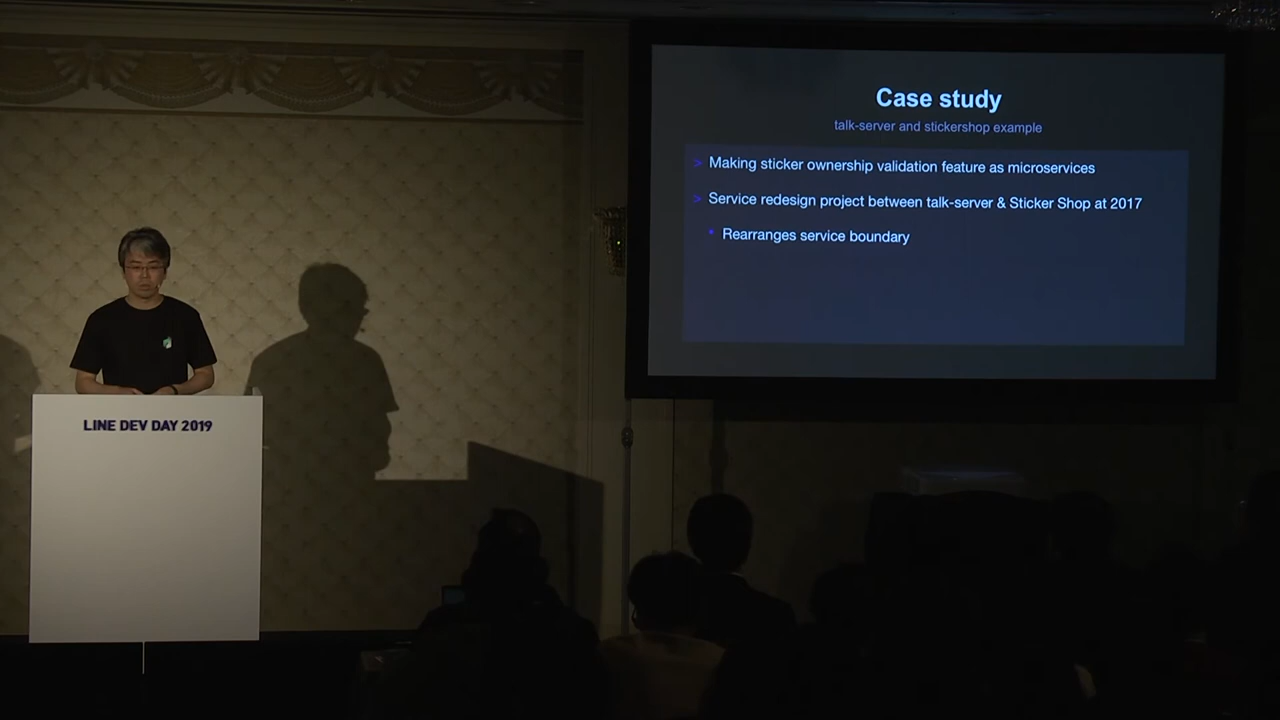 Case study
talk-server and stickershop example
> Making sticker ownership validation feature as microservices
> Service redesign project between talk-server & Sticker Shop at 2017
• Rearranges service boundary
LINE DEV DAY 2019